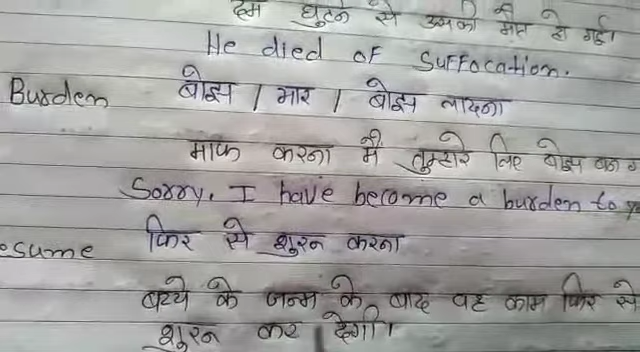 दम घुटने से उसकी मौत हो गई।
He died of Suffocation.
Burden बोझ / भार / बोझ लादना
माफ करना मैं तुम्हारे लिए बोझ बन
Sorry, I have become a burden to
esume फिर से शुरू करना
बच्चे के जन्म के बाद वह काम फिर से
शुरू कर देगी।